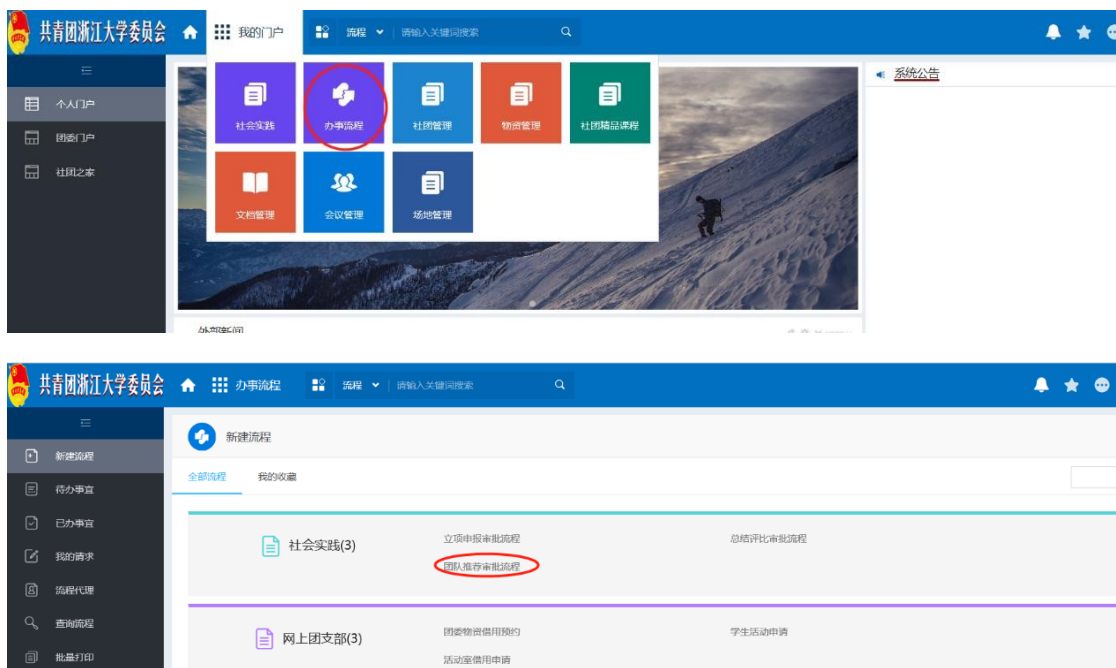 共青团浙江大学委员会 我的门户 流程 请输入关键词搜索
系统公告
个人门户
团委门户
社团之家
社会实践 办事流程 社团管理 物资管理 社团精品课程
文档管理 会议管理 场地管理
外部新闻
共青团浙江大学委员会 办事流程 流程 请输入关键词搜索
新建流程
新建流程
待办事宜
已办事宜
我的请求
流程代理
查询流程
批量打印
全部流程 我的收藏
社会实践(3)
立项申报审批流程 总结评比审批流程
团队推荐审批流程
网上团支部(3)
团委物资借用预约 学生活动申请
活动室借用申请